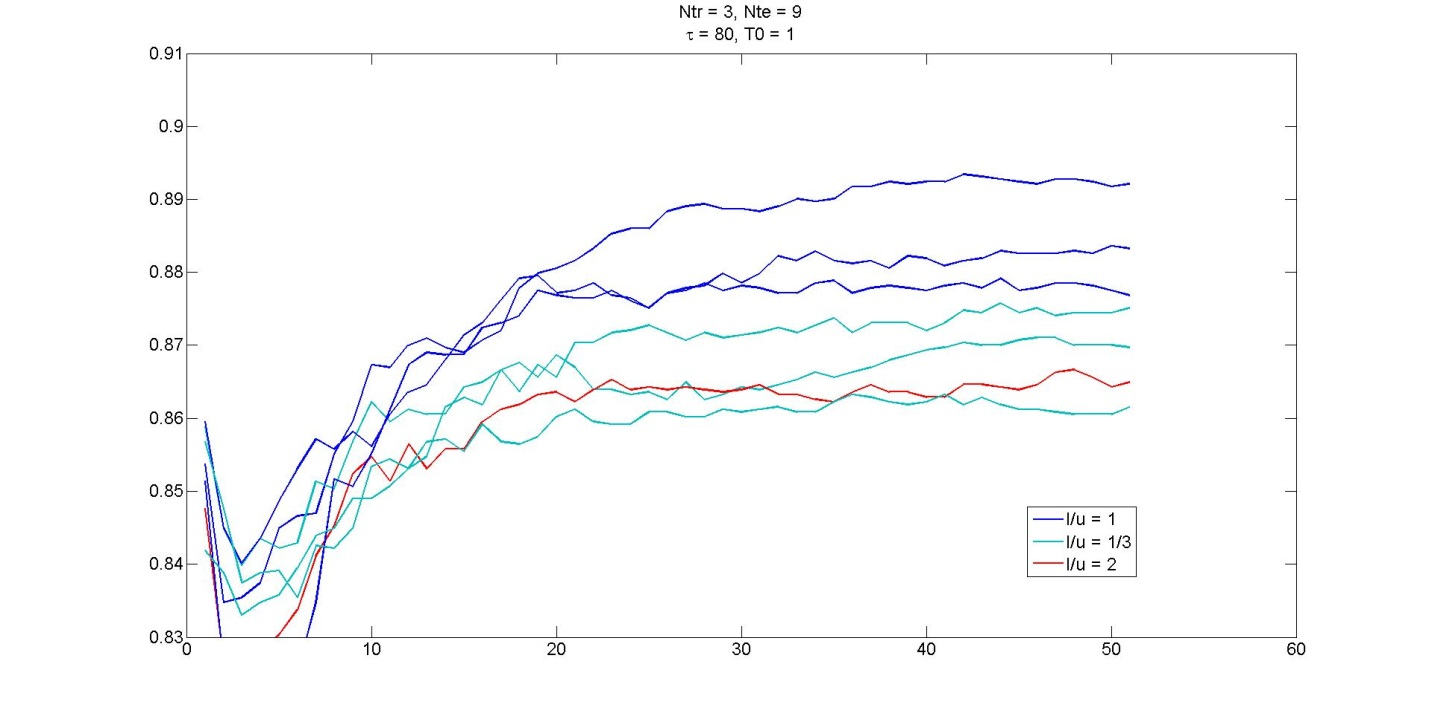 Ntr = 3, Nte = 9
τ = 80, T0 = 1
0.91
0.9
0.89
0.88
0.87
0.86
0.85
0.84
0.83
l/u = 1
l/u = 1/3
l/u = 2
0 10 20 30 40 50 60